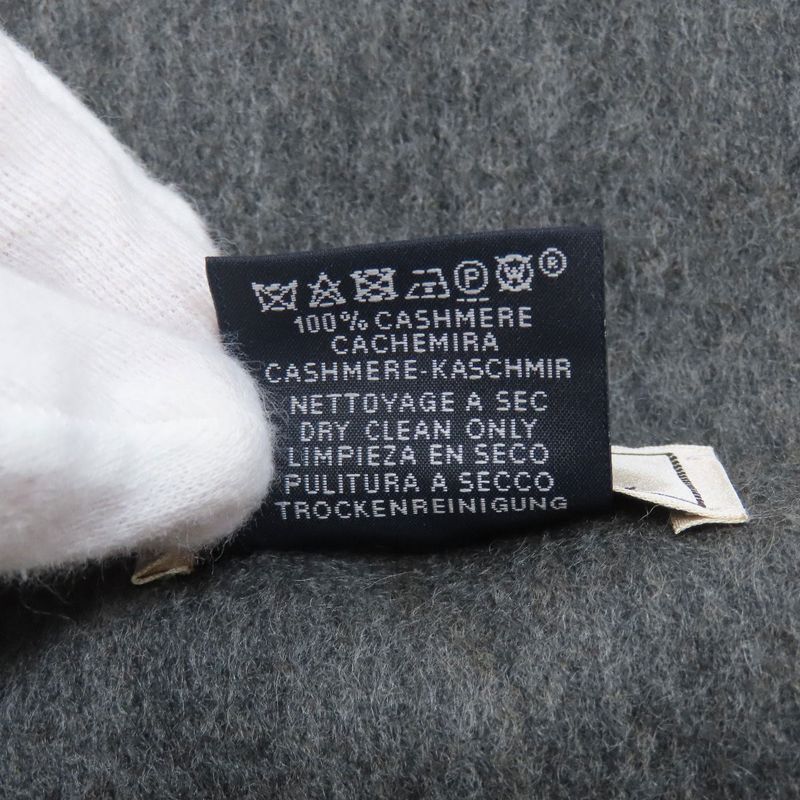 Ⓟ Ⓦ ®
100% CASHMERE
CACHEMIRA
CASHMERE-KASCHMIR
NETTOYAGE A SEC
DRY CLEAN ONLY
LIMPIEZA EN SECO
PULITURA A SECCO
TROCKENREINIGUNG